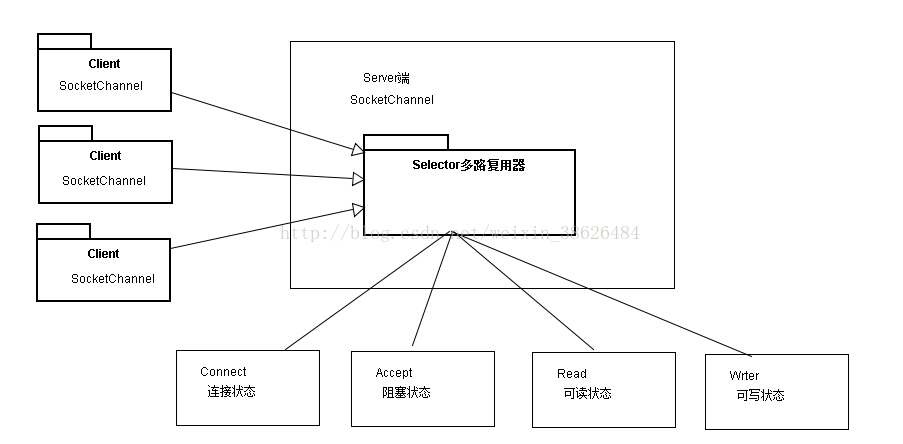 Client
SocketChannel
Client
SocketChannel
Client
SocketChannel
Server端
SocketChannel
Selector多路复用器
http://blog.csdn.net/weixin_38626484
Connect
连接状态
Accept
阻塞状态
Read
可读状态
Wrter
可写状态